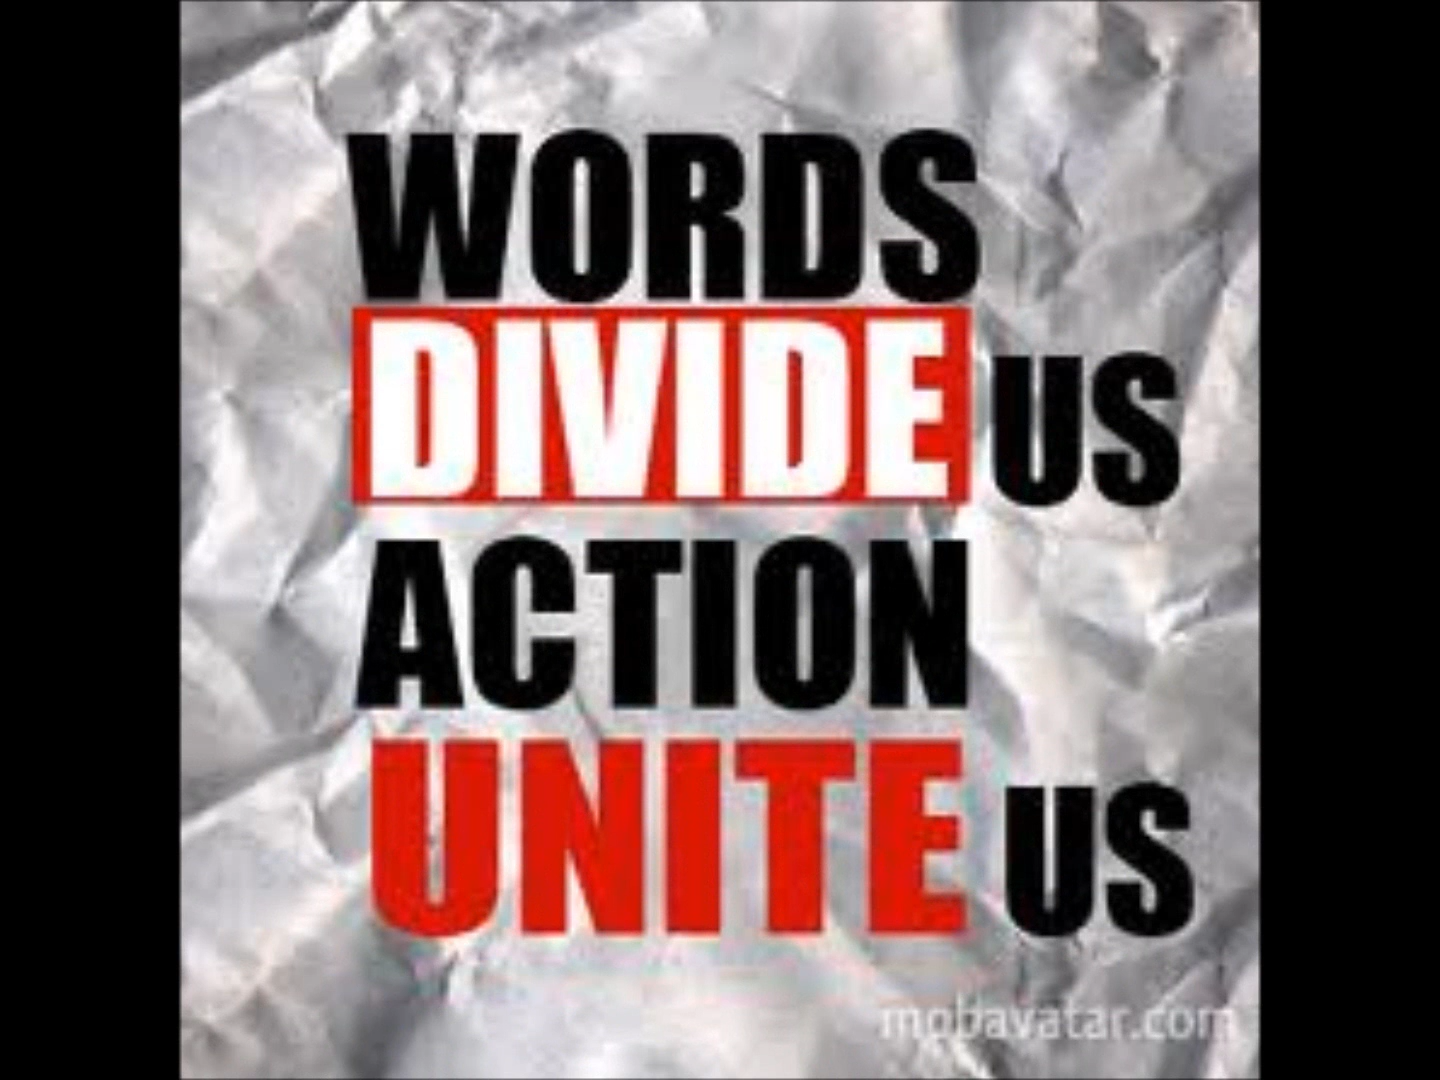 WORDS
DIVIDE US
ACTION
UNITE US
mobavatar.com